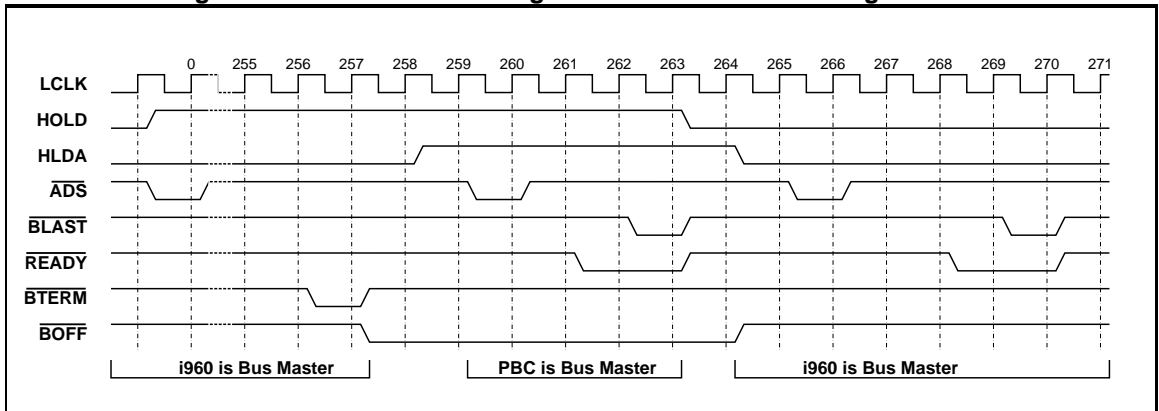 0 255 256 257 258 259 260 261 262 263 264 265 266 267 268 269 270 271
LCLK
HOLD
HLDA
ADS
BLAST
READY
BTERM
BOFF
i960 is Bus Master PBC is Bus Master i960 is Bus Master